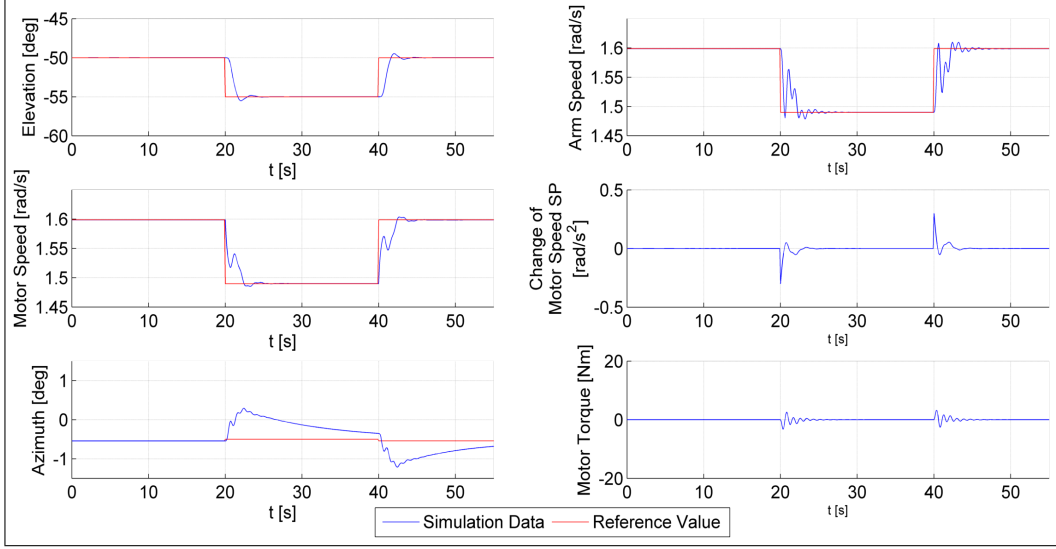 Elevation [deg]
-45
-50
-55
-60
0 10 20 30 40 50
t [s]
Arm Speed [rad/s]
1.6
1.55
1.5
1.45
0 10 20 30 40 50
t [s]
Motor Speed [rad/s]
1.6
1.55
1.5
1.45
0 10 20 30 40 50
t [s]
Change of
Motor Speed SP
[rad/s²]
0.5
0
-0.5
0 10 20 30 40 50
t [s]
Azimuth [deg]
1
0
-1
0 10 20 30 40 50
t [s]
Motor Torque [Nm]
20
0
-20
0 10 20 30 40 50
t [s]
Simulation Data Reference Value